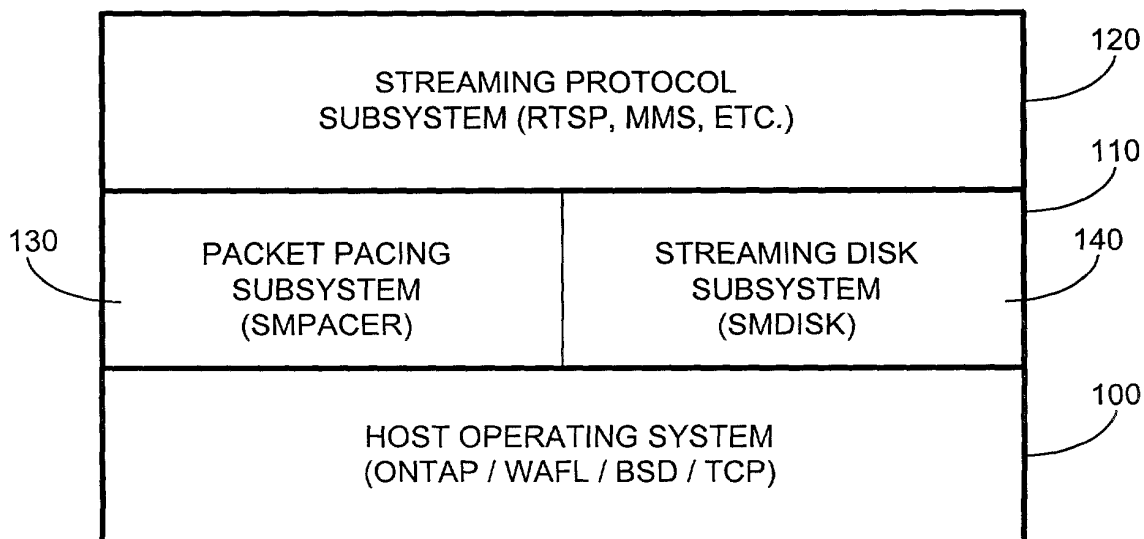 STREAMING PROTOCOL
SUBSYSTEM (RTSP, MMS, ETC.)
120
110
130
PACKET PACING
SUBSYSTEM
(SMPACER)
STREAMING DISK
SUBSYSTEM
(SMDISK)
140
HOST OPERATING SYSTEM
(ONTAP / WAFL / BSD / TCP)
100